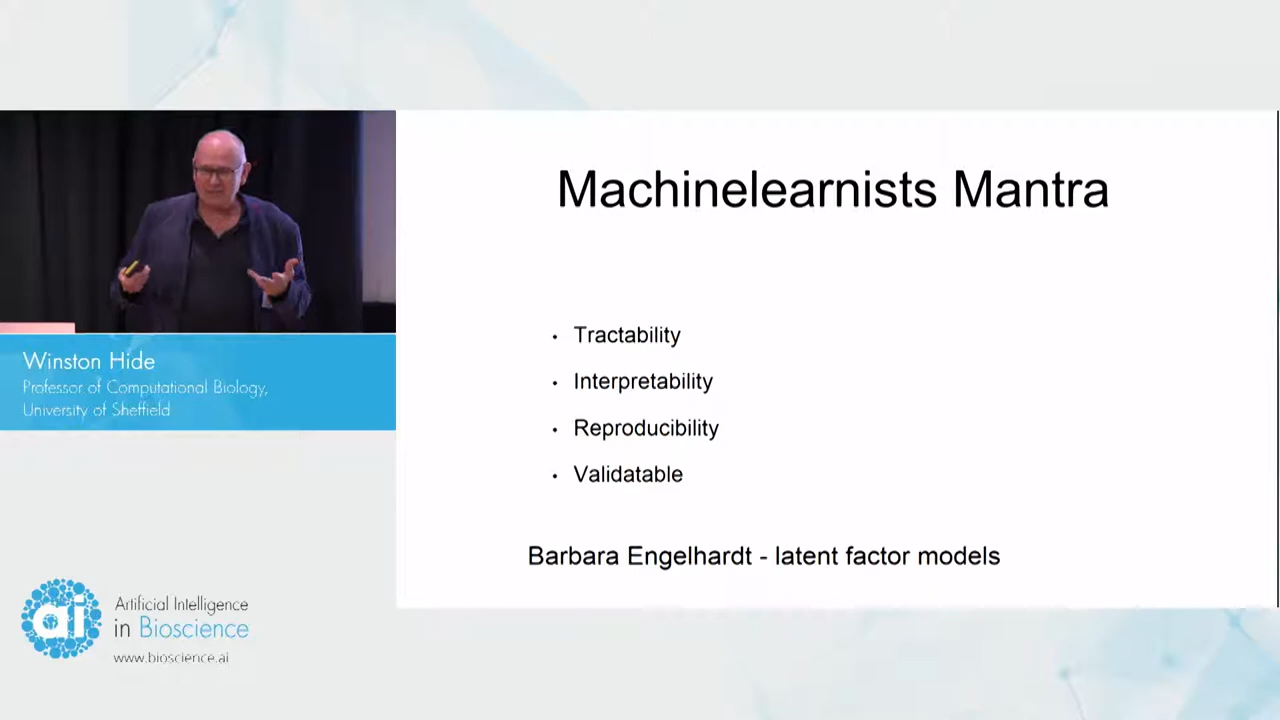 Machinelearnists Mantra
• Tractability
• Interpretability
• Reproducibility
• Validatable
Barbara Engelhardt - latent factor models
Winston Hide
Professor of Computational Biology,
University of Sheffield
ai
Artificial Intelligence
in Bioscience
www.bioscience.ai